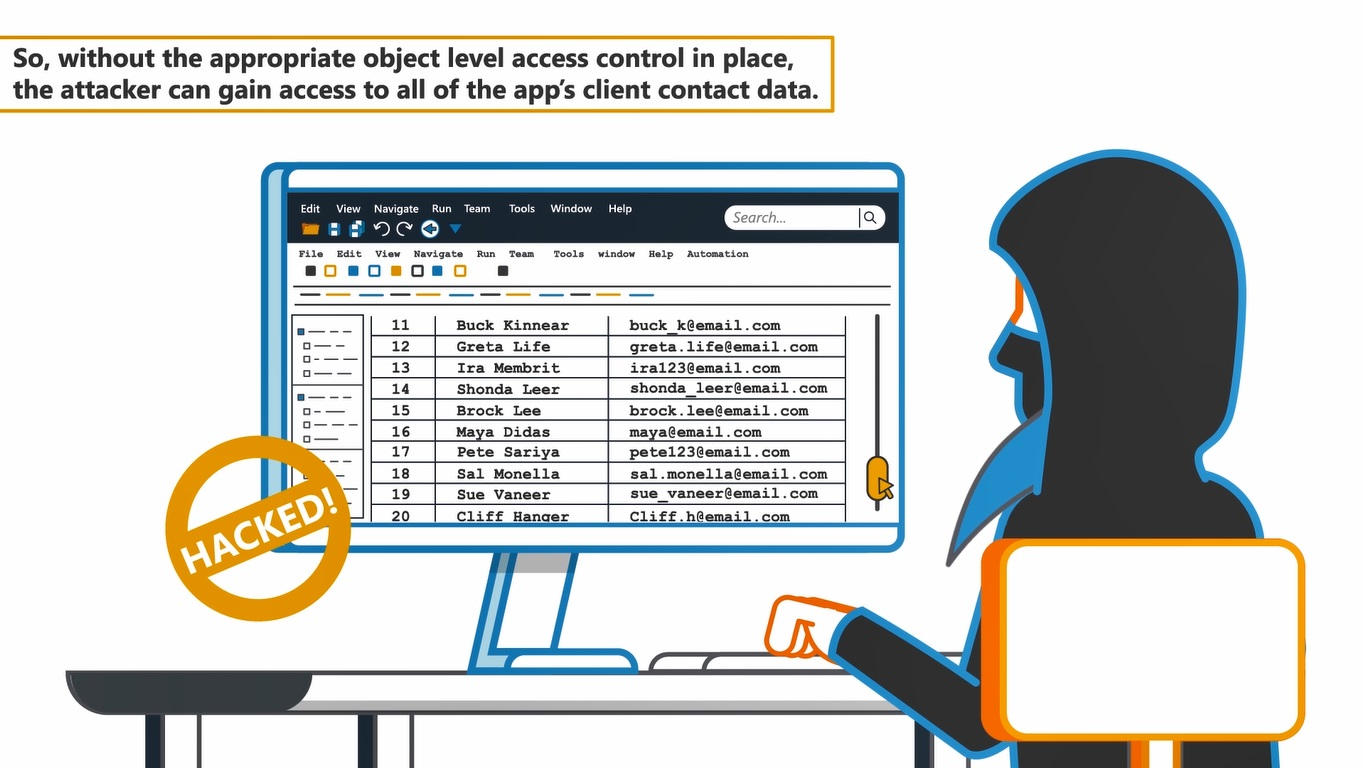 So, without the appropriate object level access control in place,
the attacker can gain access to all of the app's client contact data.
Edit View Navigate Run Team Tools Window Help
Search...
File Edit View Navigate Run Team Tools window Help Automation
11 Buck Kinnear buck_k@email.com
12 Greta Life greta.life@email.com
13 Ira Membrit ira123@email.com
14 Shonda Leer shonda_leer@email.com
15 Brock Lee brock.lee@email.com
16 Maya Didas maya@email.com
17 Pete Sariya pete123@email.com
18 Sal Monella sal.monella@email.com
19 Sue Vaneer sue_vaneer@email.com
20 Cliff Hanger Cliff.h@email.com
HACKED!